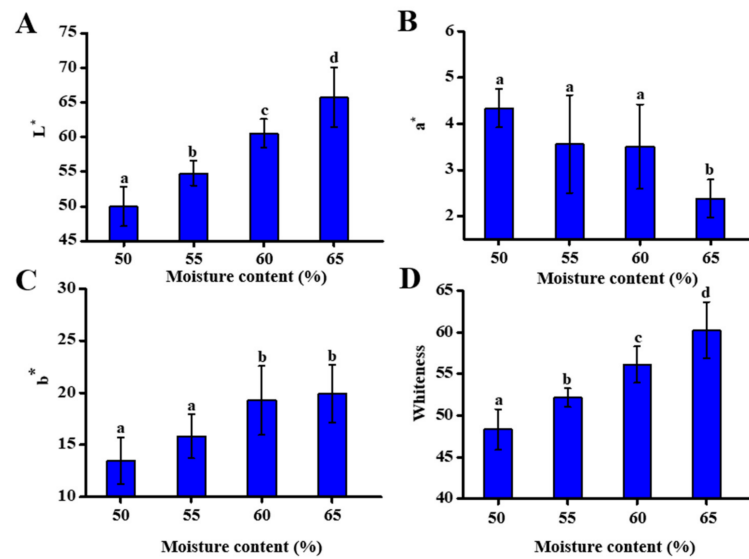 A
75
70
65
60
55
50
45
L*
a
b
c
d
50
55
60
65
Moisture content (%)
B
6
5
4
3
2
a*
a
a
a
b
50
55
60
65
Moisture content (%)
C
30
25
20
15
10
b*
a
a
b
b
50
55
60
65
Moisture content (%)
D
65
60
55
50
45
40
Whiteness
a
b
c
d
50
55
60
65
Moisture content (%)